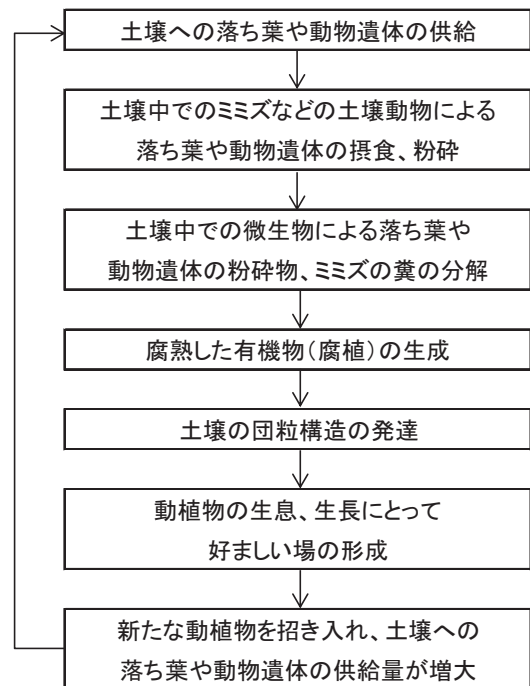 土壌への落ち葉や動物遺体の供給
土壌中でのミミズなどの土壌動物による
落ち葉や動物遺体の摂食、粉砕
土壌中での微生物による落ち葉や
動物遺体の粉砕物、ミミズの糞の分解
腐熟した有機物(腐植)の生成
土壌の団粒構造の発達
動植物の生息、生長にとって
好ましい場の形成
新たな動植物を招き入れ、土壌への
落ち葉や動物遺体の供給量が増大